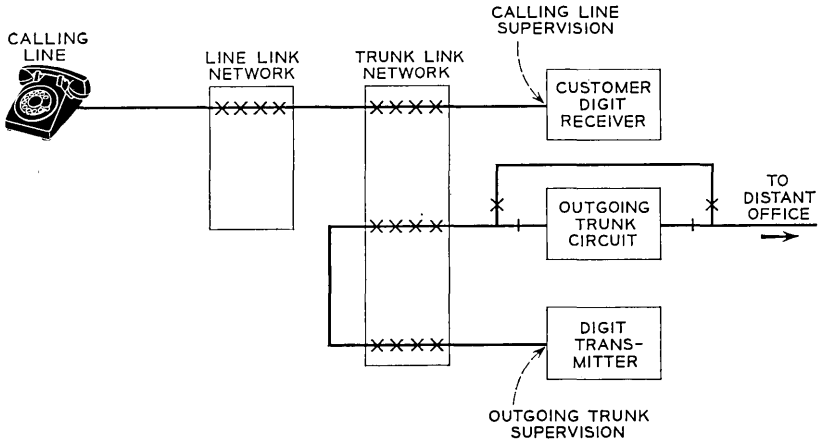 CALLING LINE
SUPERVISION
CALLING
LINE
LINE LINK
NETWORK
TRUNK LINK
NETWORK
CUSTOMER
DIGIT
RECEIVER
OUTGOING
TRUNK
CIRCUIT
TO
DISTANT
OFFICE
DIGIT
TRANS-
MITTER
OUTGOING TRUNK
SUPERVISION